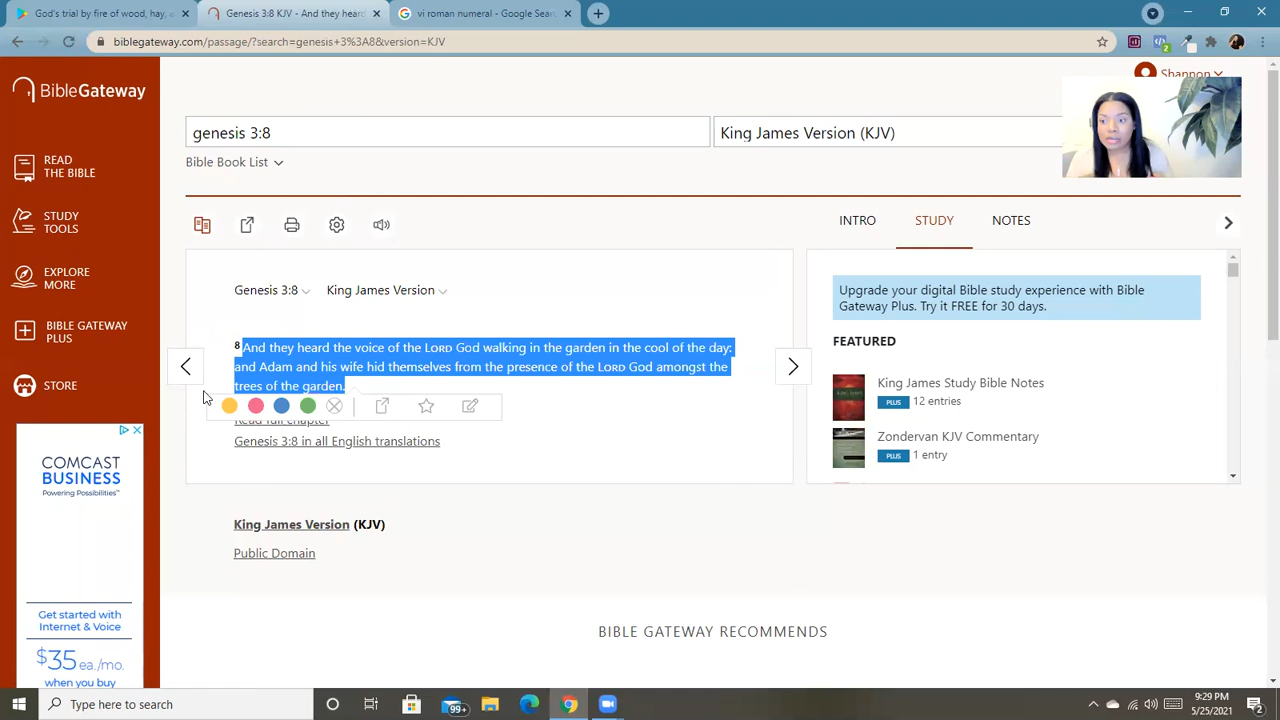 God's trial by fire of wood, hay,
Genesis 3:8 KJV - And they heard
vi roman numeral - Google Sear
biblegateway.com/passage/?search=genesis+3%3A8&version=KJV
2
BibleGateway
Shannon
genesis 3:8
King James Version (KJV)
Bible Book List
READ
THE BIBLE
STUDY
TOOLS
EXPLORE
MORE
BIBLE GATEWAY
PLUS
STORE
INTRO
STUDY
NOTES
Genesis 3:8
King James Version
8 And they heard the voice of the LORD God walking in the garden in the cool of the day:
and Adam and his wife hid themselves from the presence of the LORD God amongst the
trees of the garden.
Read full chapter
Genesis 3:8 in all English translations
Upgrade your digital Bible study experience with Bible
Gateway Plus. Try it FREE for 30 days.
FEATURED
King James Study Bible Notes
PLUS 12 entries
Zondervan KJV Commentary
PLUS 1 entry
King James Version (KJV)
Public Domain
BIBLE GATEWAY RECOMMENDS
COMCAST
BUSINESS
Powering Possibilities™
Get started with
Internet & Voice
$35 ea./mo.
when you buy
Type here to search
99+
9:29 PM
5/25/2021
2